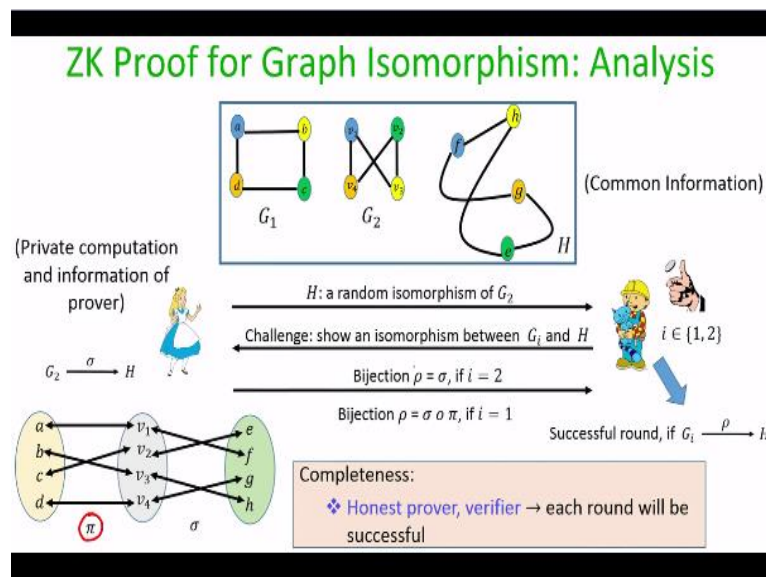 ZK Proof for Graph Isomorphism: Analysis
a
b
d
c
G₁
v₂
v₄
v₃
G₂
h
f
g
e
H
(Common Information)
(Private computation
and information of
prover)
H: a random isomorphism of G₂
Challenge: show an isomorphism between Gᵢ and H
i ∈ {1, 2}
G₂ σ→ H
Bijection ρ = σ, if i = 2
Bijection ρ = σ o π, if i = 1
Successful round, if Gᵢ ρ→ H
a
b
c
d
v₁
v₂
v₃
v₄
e
f
g
h
π
σ
Completeness:
❖ Honest prover, verifier → each round will be
successful